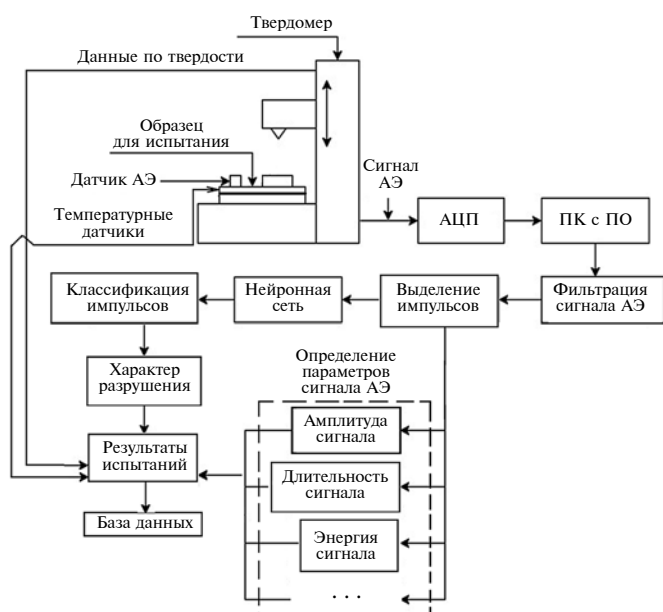 Твердомер
Данные по твердости
Образец
для испытания
Датчик АЭ
Сигнал
АЭ
Температурные
датчики
АЦП
ПК с ПО
Классификация
импульсов
Нейронная
сеть
Выделение
импульсов
Фильтрация
сигнала АЭ
Характер
разрушения
Определение
параметров
сигнала АЭ
Амплитуда
сигнала
Результаты
испытаний
Длительность
сигнала
База данных
Энергия
сигнала
. . .